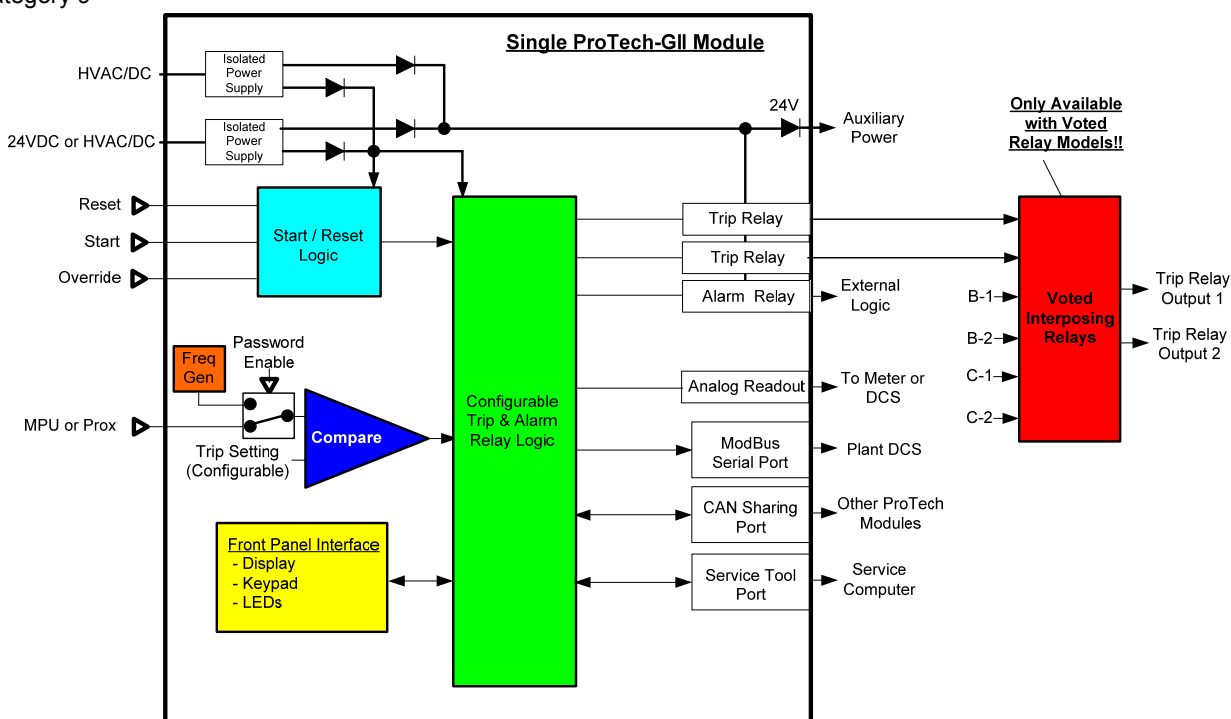 Single ProTech-GII Module
HVAC/DC
Isolated
Power
Supply
24VDC or HVAC/DC
Isolated
Power
Supply
24V
Auxiliary
Power
Only Available
with Voted
Relay Models!!
Reset
Start
Override
Start / Reset
Logic
Trip Relay
Trip Relay
Alarm Relay
External
Logic
B-1
B-2
C-1
C-2
Voted
Interposing
Relays
Trip Relay
Output 1
Trip Relay
Output 2
Freq
Gen
Password
Enable
MPU or Prox
Trip Setting
(Configurable)
Compare
Configurable
Trip & Alarm
Relay Logic
Analog Readout
To Meter or
DCS
ModBus
Serial Port
Plant DCS
CAN Sharing
Port
Other ProTech
Modules
Service Tool
Port
Service
Computer
Front Panel Interface
- Display
- Keypad
- LEDs